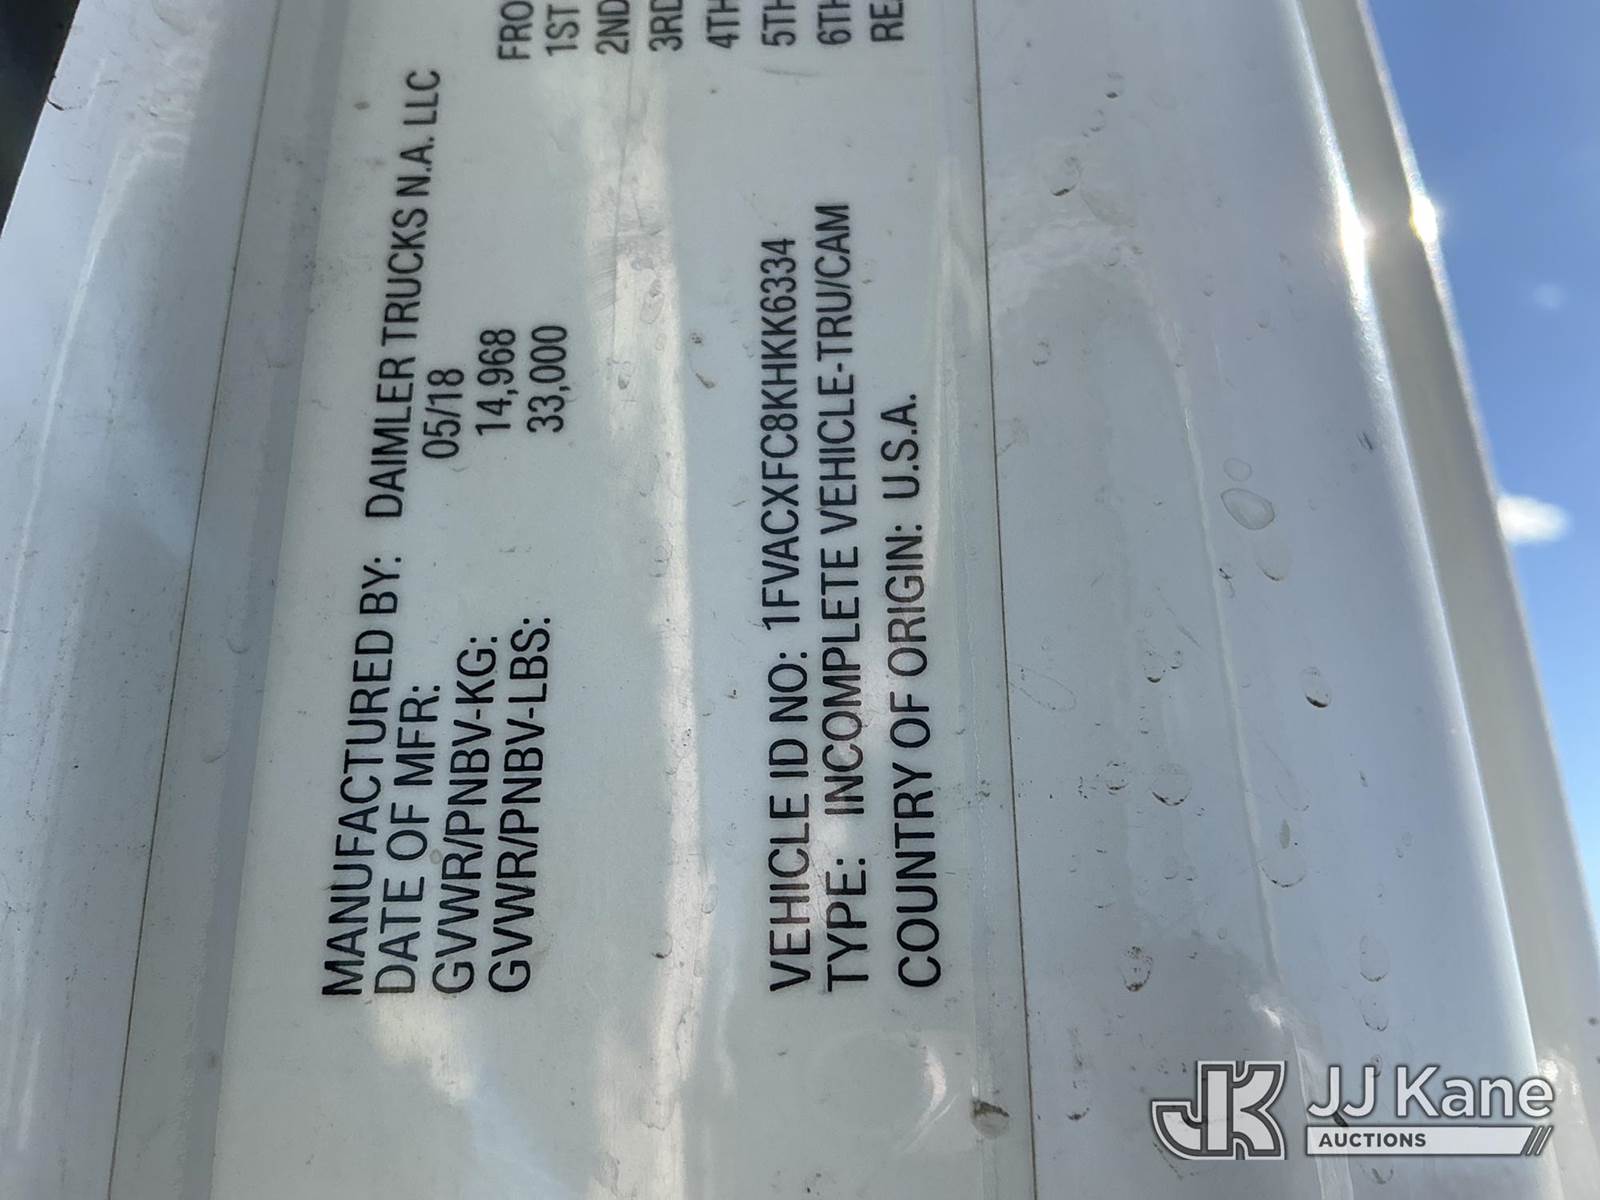 MANUFACTURED BY: DAIMLER TRUCKS N.A. LLC
DATE OF MFR: 05/18
GVWR/PNBV-KG: 14,968
GVWR/PNBV-LBS: 33,000
FRO
1ST
2ND
3RD
4TH
5TH
6TH
REA
VEHICLE ID NO: 1FVACXFC8KHKK6334
TYPE: INCOMPLETE VEHICLE-TRU/CAM
COUNTRY OF ORIGIN: U.S.A.
JK JJ Kane
AUCTIONS